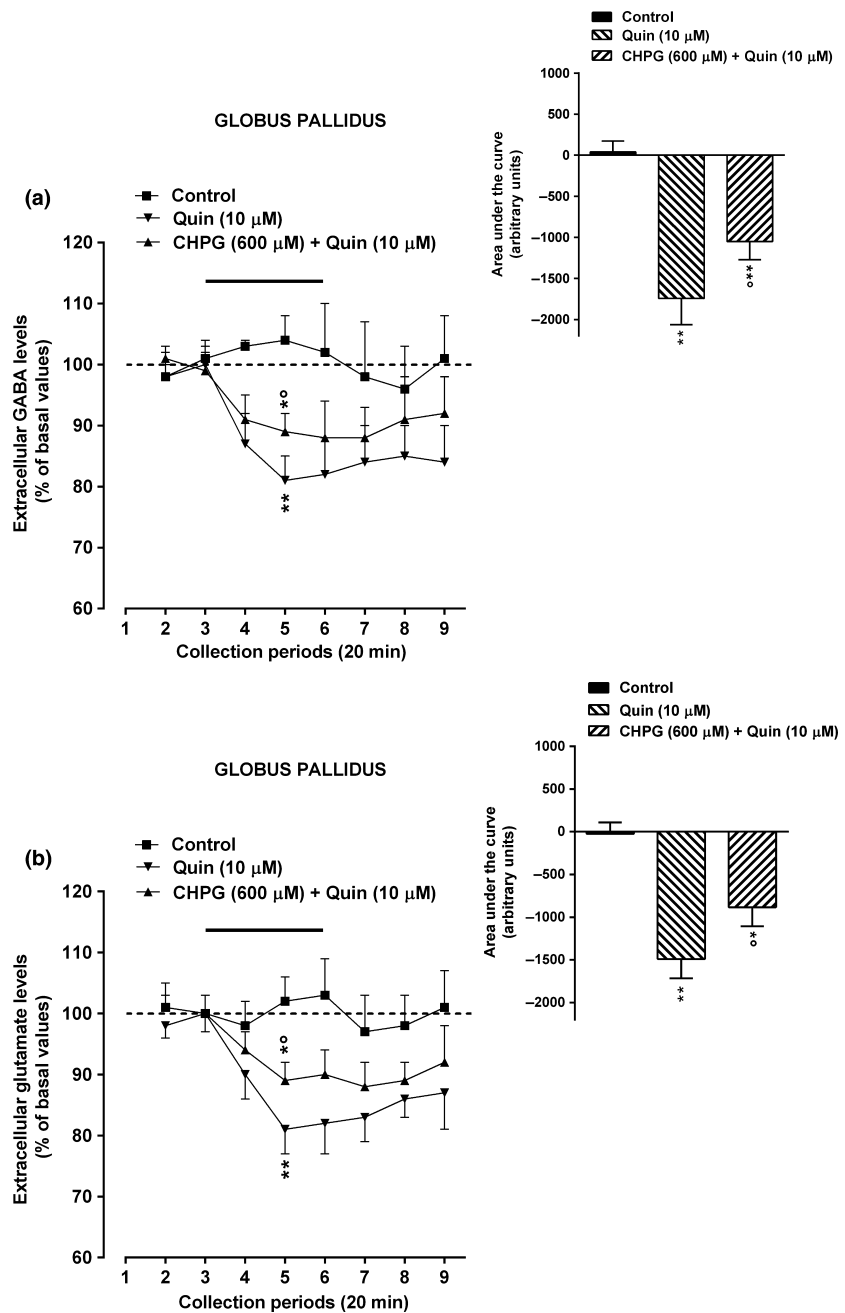 Control
Quin (10 μM)
CHPG (600 μM) + Quin (10 μM)
1000
500
0
–500
–1000
–1500
–2000
Area under the curve
(arbitrary units)
**
°**
GLOBUS PALLIDUS
(a)
Control
Quin (10 μM)
CHPG (600 μM) + Quin (10 μM)
120
110
100
90
80
70
60
Extracellular GABA levels
(% of basal values)
*°
**
1 2 3 4 5 6 7 8 9
Collection periods (20 min)
Control
Quin (10 μM)
CHPG (600 μM) + Quin (10 μM)
1000
500
0
–500
–1000
–1500
–2000
Area under the curve
(arbitrary units)
**
°*
GLOBUS PALLIDUS
(b)
Control
Quin (10 μM)
CHPG (600 μM) + Quin (10 μM)
120
110
100
90
80
70
60
Extracellular glutamate levels
(% of basal values)
*°
**
1 2 3 4 5 6 7 8 9
Collection periods (20 min)